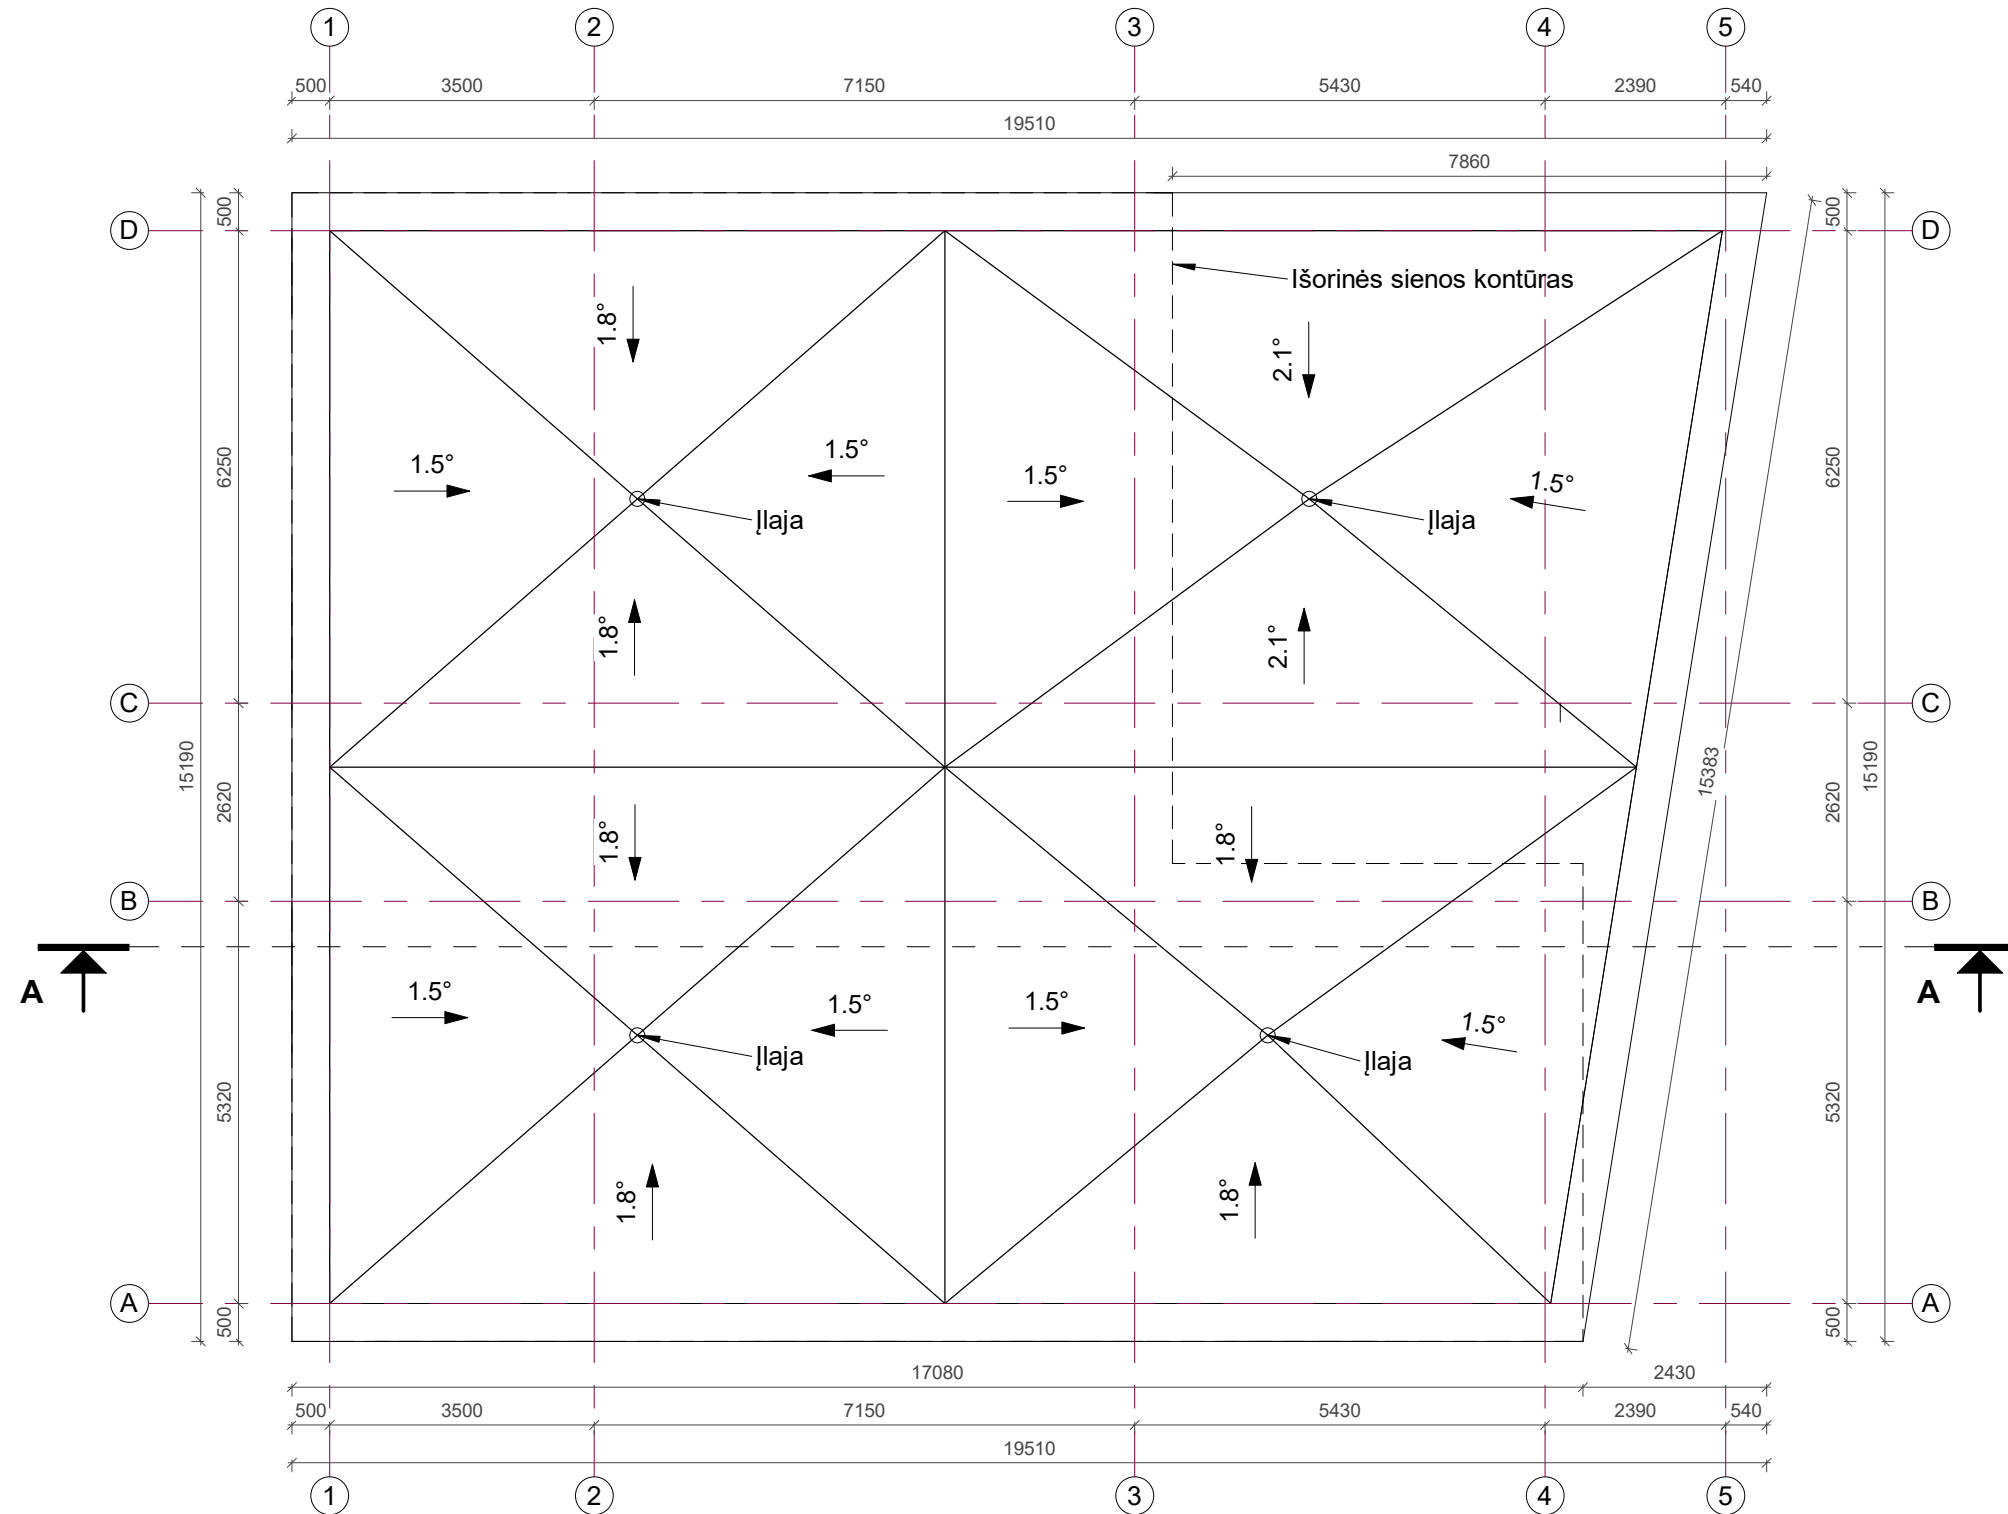 1 2 3 4 5
500 3500 7150 5430 2390 540
19510
7860
500 500
D D
Išorinės sienos kontūras
1.8° 2.1°
1.5° 1.5° 1.5° 1.5°
6250 6250
Įlaja Įlaja
1.8° 2.1°
C C
15190 15383 15190
2620 2620
1.8° 1.8°
B B
A A
1.5° 1.5° 1.5° 1.5°
Įlaja Įlaja
5320 5320
1.8° 1.8°
A A
500 500
17080 2430
500 3500 7150 5430 2390 540
19510
1 2 3 4 5